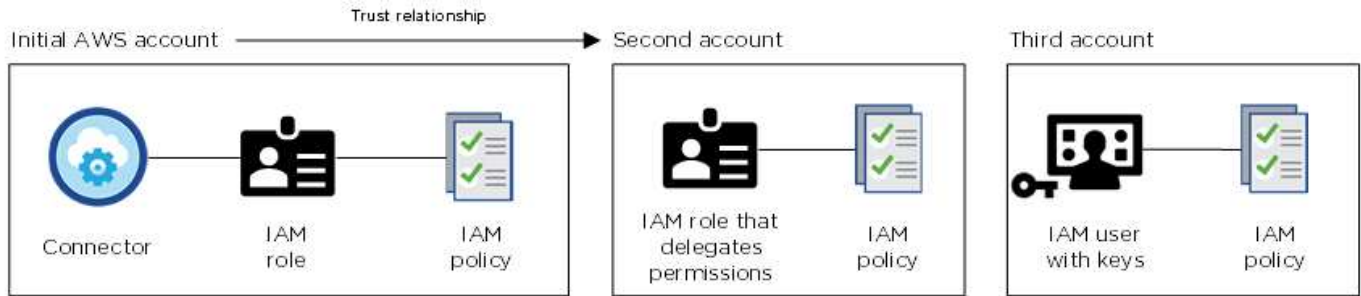 Trust relationship
Initial AWS account
Second account
Third account
Connector
IAM
role
IAM
policy
IAM role that
delegates
permissions
IAM
policy
IAM user
with keys
IAM
policy